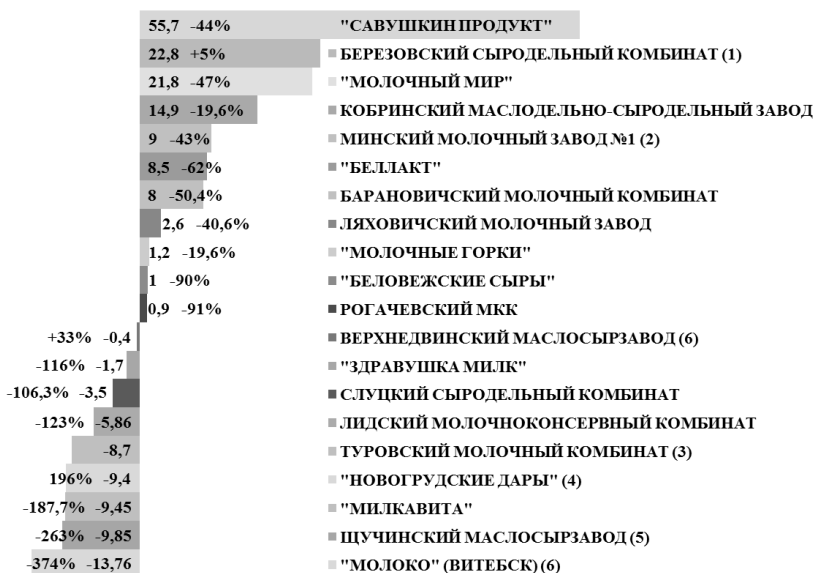 55,7 -44% "САВУШКИН ПРОДУКТ"
22,8 +5% БЕРЕЗОВСКИЙ СЫРОДЕЛЬНЫЙ КОМБИНАТ (1)
21,8 -47% "МОЛОЧНЫЙ МИР"
14,9 -19,6% КОБРИНСКИЙ МАСЛОДЕЛЬНО-СЫРОДЕЛЬНЫЙ ЗАВОД
9 -43% МИНСКИЙ МОЛОЧНЫЙ ЗАВОД №1 (2)
8,5 -62% "БЕЛЛАКТ"
8 -50,4% БАРАНОВИЧСКИЙ МОЛОЧНЫЙ КОМБИНАТ
2,6 -40,6% ЛЯХОВИЧСКИЙ МОЛОЧНЫЙ ЗАВОД
1,2 -19,6% "МОЛОЧНЫЕ ГОРКИ"
1 -90% "БЕЛОВЕЖСКИЕ СЫРЫ"
0,9 -91% РОГАЧЕВСКИЙ МКК
+33% -0,4 ВЕРХНЕДВИНСКИЙ МАСЛОСЫРЗАВОД (6)
-116% -1,7 "ЗДРАВУШКА МИЛК"
-106,3% -3,5 СЛУЦКИЙ СЫРОДЕЛЬНЫЙ КОМБИНАТ
-123% -5,86 ЛИДСКИЙ МОЛОЧНОКОНСЕРВНЫЙ КОМБИНАТ
-8,7 ТУРОВСКИЙ МОЛОЧНЫЙ КОМБИНАТ (3)
196% -9,4 "НОВОГРУДСКИЕ ДАРЫ" (4)
-187,7% -9,45 "МИЛКАВИТА"
-263% -9,85 ЩУЧИНСКИЙ МАСЛОСЫРЗАВОД (5)
-374% -13,76 "МОЛОКО" (ВИТЕБСК) (6)